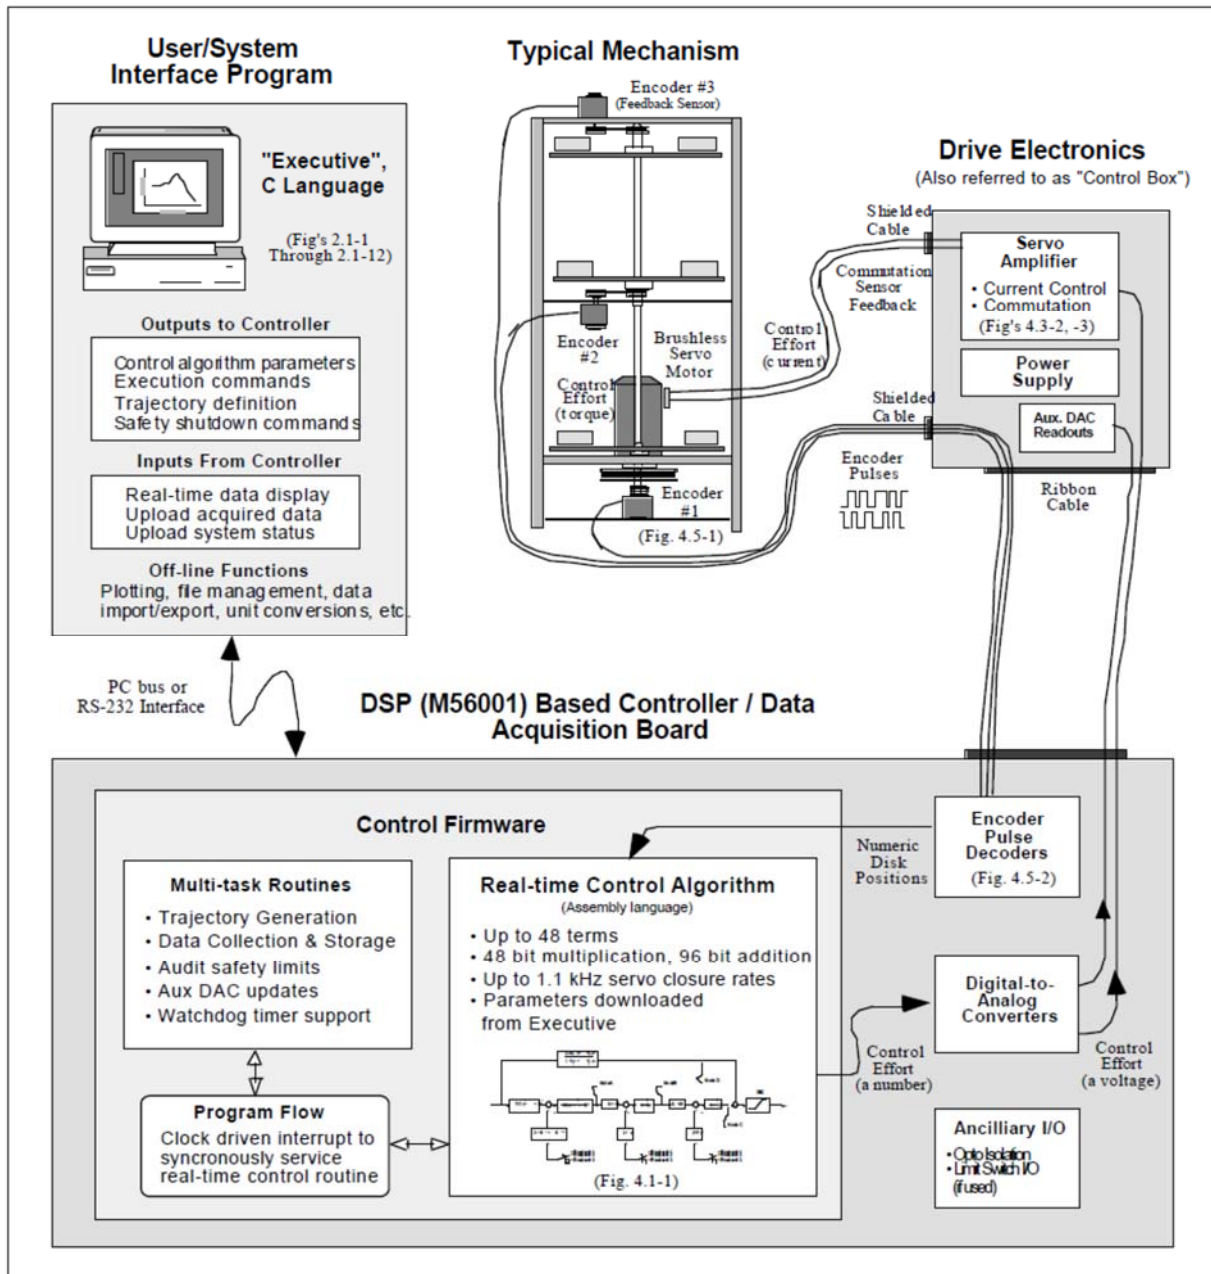 User/System
Interface Program
"Executive",
C Language
(Fig's 2.1-1
Through 2.1-12)
Outputs to Controller
Control algorithm parameters
Execution commands
Trajectory definition
Safety shutdown commands
Inputs From Controller
Real-time data display
Upload acquired data
Upload system status
Off-line Functions
Plotting, file management, data
import/export, unit conversions, etc.
PC bus or
RS-232 Interface
Typical Mechanism
Encoder #3
(Feedback Sensor)
Encoder
#2
Brushless
Servo
Motor
Control
Effort
(torque)
Encoder
#1
(Fig. 4.5-1)
Control
Effort
(current)
Shielded
Cable
Commutation
Sensor
Feedback
Shielded
Cable
Encoder
Pulses
Drive Electronics
(Also referred to as "Control Box")
Servo
Amplifier
• Current Control
• Commutation
(Fig's 4.3-2, -3)
Power
Supply
Aux. DAC
Readouts
Ribbon
Cable
DSP (M56001) Based Controller / Data
Acquisition Board
Control Firmware
Multi-task Routines
• Trajectory Generation
• Data Collection & Storage
• Audit safety limits
• Aux DAC updates
• Watchdog timer support
Program Flow
Clock driven interrupt to
syncronously service
real-time control routine
Real-time Control Algorithm
(Assembly language)
• Up to 48 terms
• 48 bit multiplication, 96 bit addition
• Up to 1.1 kHz servo closure rates
• Parameters downloaded
from Executive
(Fig. 4.1-1)
Numeric
Disk
Positions
Encoder
Pulse
Decoders
(Fig. 4.5-2)
Digital-to-
Analog
Converters
Control
Effort
(a number)
Control
Effort
(a voltage)
Ancilliary I/O
• Opto Isolation
• Limit Switch I/O
(if used)